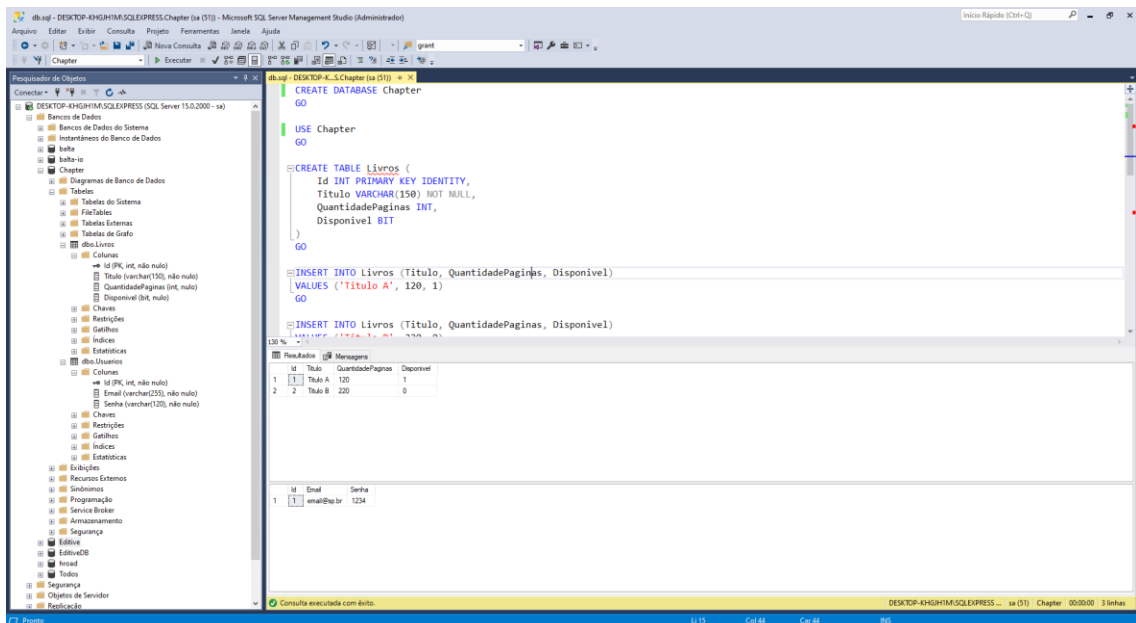 db.sql - DESKTOP-KHGJH1M\SQLEXPRESS.Chapter (sa (51)) - Microsoft SQL Server Management Studio (Administrador)
Início Rápido (Ctrl+Q)
Arquivo Editar Exibir Consulta Projeto Ferramentas Janela Ajuda
Nova Consulta
grant
Chapter
Executar
Pesquisador de Objetos
Conectar
DESKTOP-KHGJH1M\SQLEXPRESS (SQL Server 15.0.2000 - sa)
Bancos de Dados
Bancos de Dados do Sistema
Instantâneos do Banco de Dados
balta
balta-io
Chapter
Diagramas de Banco de Dados
Tabelas
Tabelas do Sistema
FileTables
Tabelas Externas
Tabelas de Grafo
dbo.Livros
Colunas
Id (PK, int, não nulo)
Titulo (varchar(150), não nulo)
QuantidadePaginas (int, nulo)
Disponivel (bit, nulo)
Chaves
Restrições
Gatilhos
Índices
Estatísticas
dbo.Usuarios
Colunas
Id (PK, int, não nulo)
Email (varchar(255), não nulo)
Senha (varchar(120), não nulo)
Chaves
Restrições
Gatilhos
Índices
Estatísticas
Exibições
Recursos Externos
Sinônimos
Programação
Service Broker
Armazenamento
Segurança
Editive
EditiveDB
hroad
Todos
Segurança
Objetos de Servidor
Replicação
db.sql - DESKTOP-K...S.Chapter (sa (51))
CREATE DATABASE Chapter
GO
USE Chapter
GO
CREATE TABLE Livros (
Id INT PRIMARY KEY IDENTITY,
Titulo VARCHAR(150) NOT NULL,
QuantidadePaginas INT,
Disponivel BIT
)
GO
INSERT INTO Livros (Titulo, QuantidadePaginas, Disponivel)
VALUES ('Titulo A', 120, 1)
GO
INSERT INTO Livros (Titulo, QuantidadePaginas, Disponivel)
VALUES ('Titulo B', 220, 0)
130 %
Resultados Mensagens
Id Titulo QuantidadePaginas Disponivel
1 1 Titulo A 120 1
2 2 Titulo B 220 0
Id Email Senha
1 1 email@sp.br 1234
Consulta executada com êxito.
DESKTOP-KHGJH1M\SQLEXPRESS ... sa (51) Chapter 00:00:00 3 linhas
Pronto
Li 15 Col 44 Car 44 INS